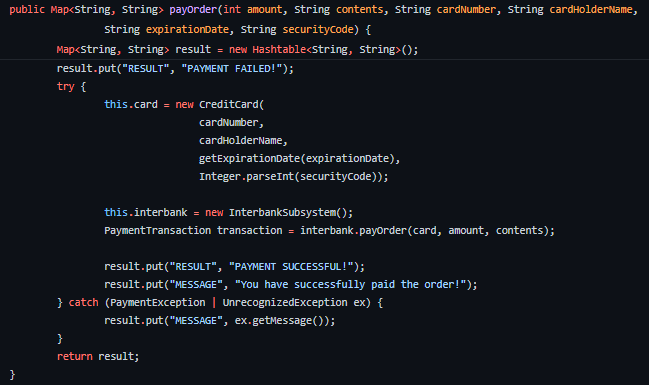 public Map<String, String> payOrder(int amount, String contents, String cardNumber, String cardHolderName,
String expirationDate, String securityCode) {
Map<String, String> result = new Hashtable<String, String>();
result.put("RESULT", "PAYMENT FAILED!");
try {
this.card = new CreditCard(
cardNumber,
cardHolderName,
getExpirationDate(expirationDate),
Integer.parseInt(securityCode));
this.interbank = new InterbankSubsystem();
PaymentTransaction transaction = interbank.payOrder(card, amount, contents);
result.put("RESULT", "PAYMENT SUCCESSFUL!");
result.put("MESSAGE", "You have successfully paid the order!");
} catch (PaymentException | UnrecognizedException ex) {
result.put("MESSAGE", ex.getMessage());
}
return result;
}